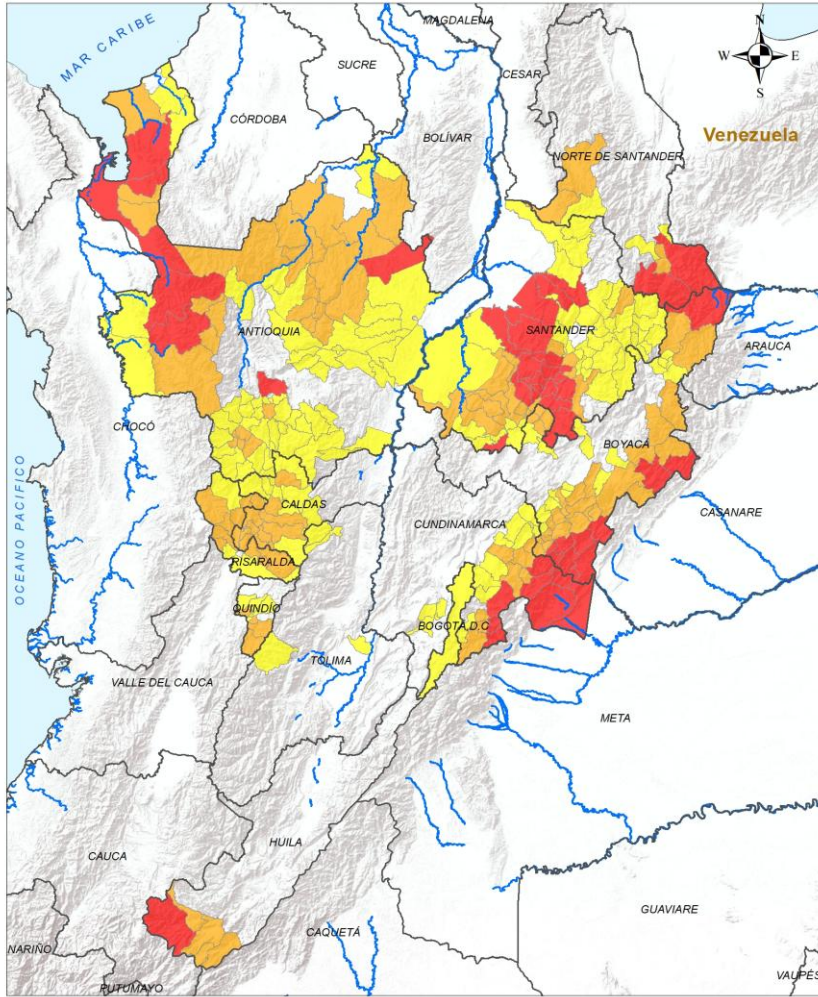 MAGDALENA
N
MAR CARIBE
SUCRE
CESAR
W
E
S
CÓRDOBA
BOLÍVAR
Venezuela
NORTE DE SANTANDER
ANTIOQUIA
SANTANDER
ARAUCA
CHOCÓ
BOYACÁ
OCEANO PACIFICO
CALDAS
CUNDINAMARCA
CASANARE
RISARALDA
QUINDÍO
BOGOTÁ D.C
TOLIMA
VALLE DEL CAUCA
META
HUILA
CAUCA
GUAVIARE
NARIÑO
CAQUETÁ
PUTUMAYO
VAUPÉS